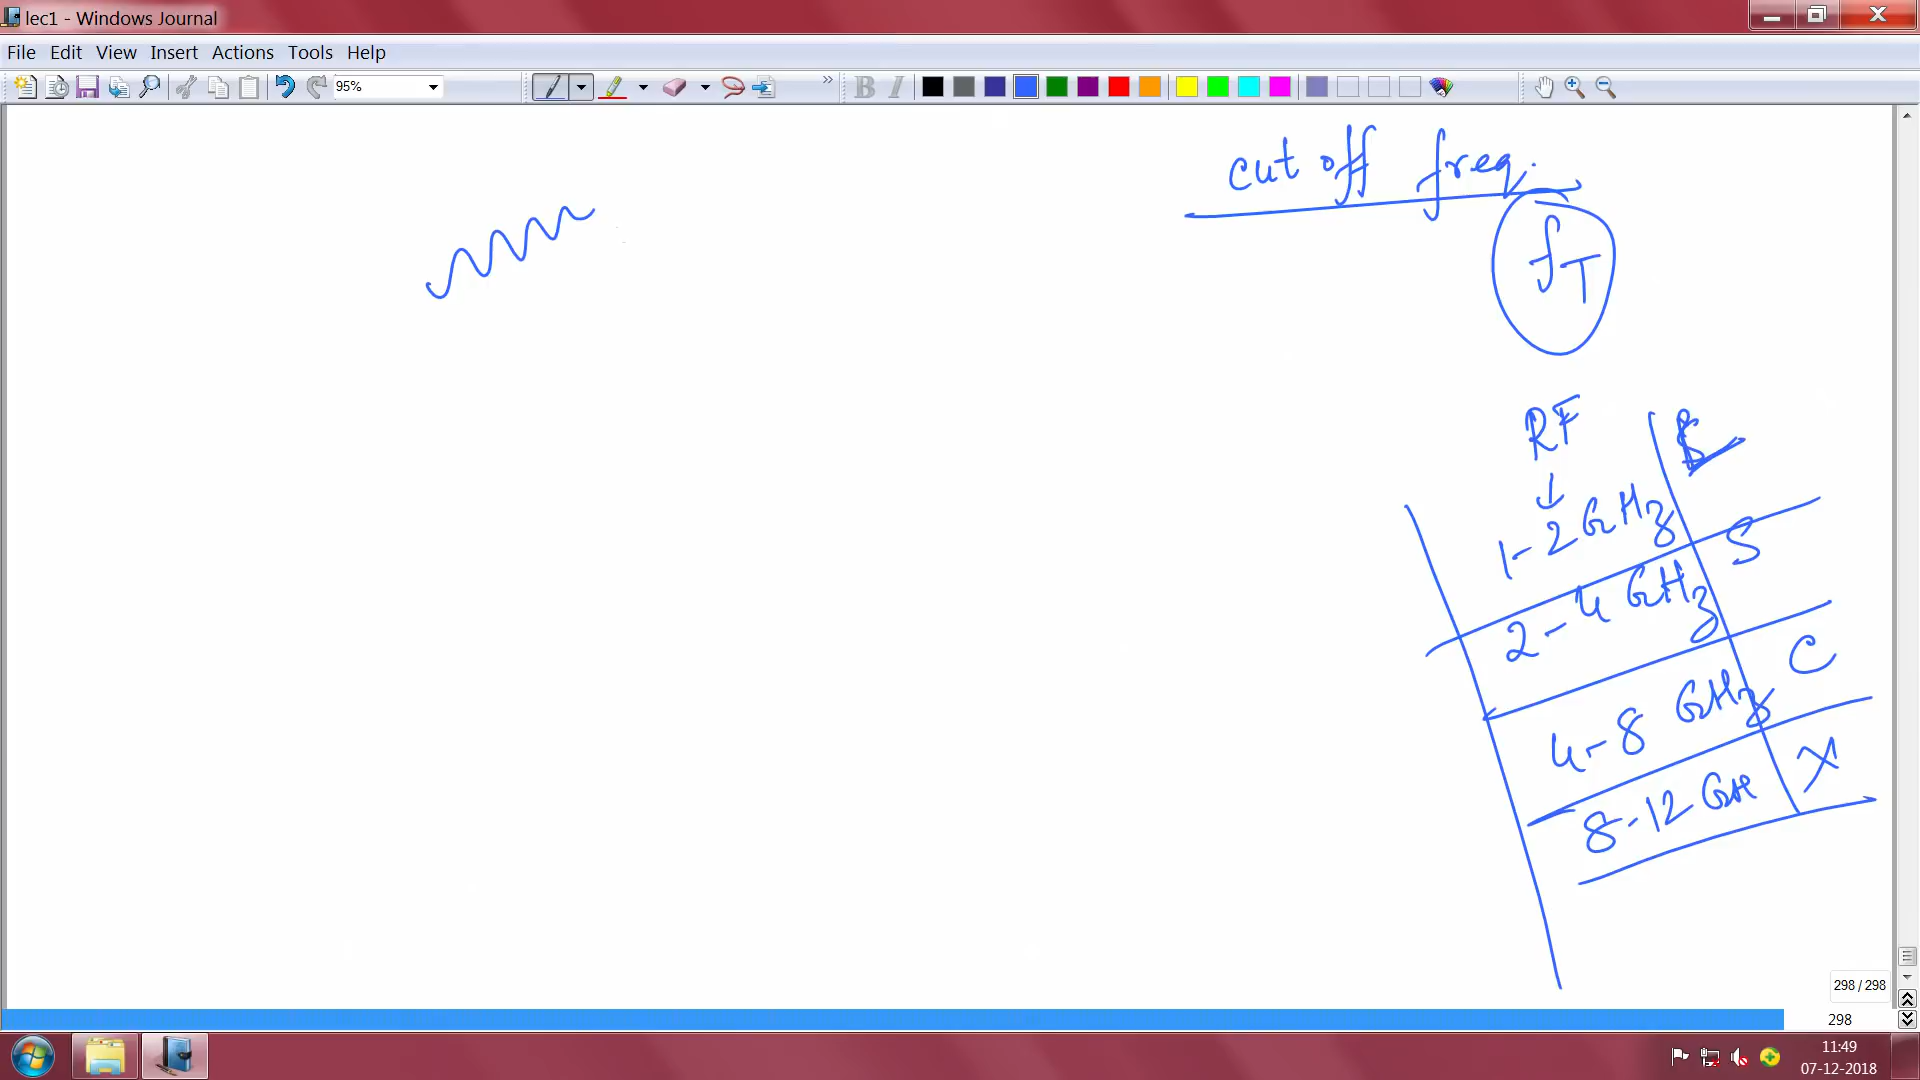 lec1 - Windows Journal
File Edit View Insert Actions Tools Help
95%
B I
cut off freq.
fT
RF
1-2 GHz
S
2-4 GHz
C
4-8 GHz
X
8-12 GH
298 / 298
298
11:49
07-12-2018